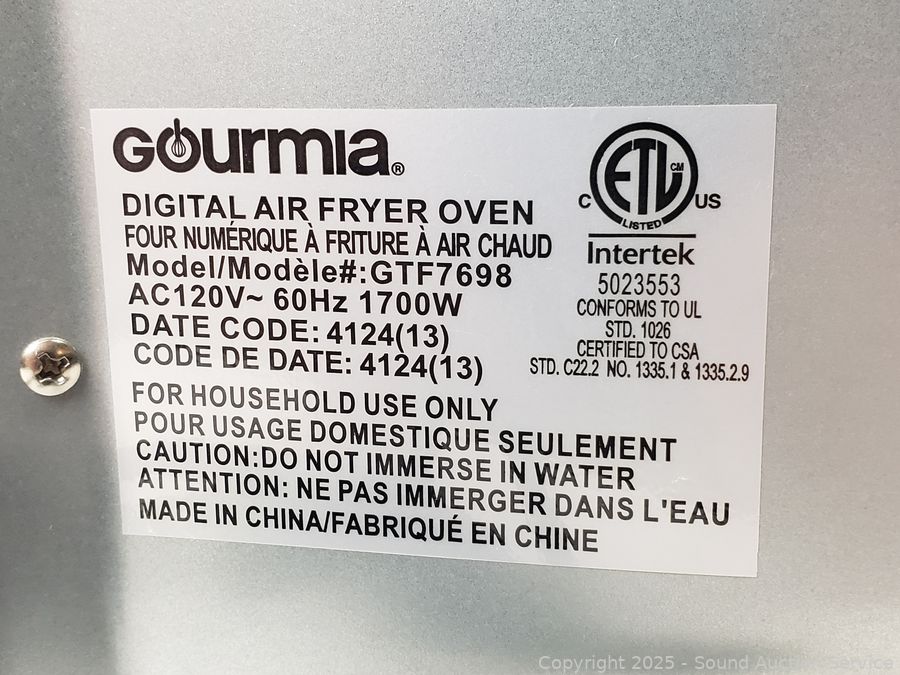 GOURMIA®
DIGITAL AIR FRYER OVEN
FOUR NUMÉRIQUE À FRITURE À AIR CHAUD
Model/Modèle#:GTF7698
AC120V~ 60Hz 1700W
DATE CODE: 4124(13)
CODE DE DATE: 4124(13)
FOR HOUSEHOLD USE ONLY
POUR USAGE DOMESTIQUE SEULEMENT
CAUTION:DO NOT IMMERSE IN WATER
ATTENTION: NE PAS IMMERGER DANS L'EAU
MADE IN CHINA/FABRIQUÉ EN CHINE
ETL CM
C US
LISTED
Intertek
5023553
CONFORMS TO UL
STD. 1026
CERTIFIED TO CSA
STD. C22.2 NO. 1335.1 & 1335.2.9
Copyright 2025 - Sound Auction Service